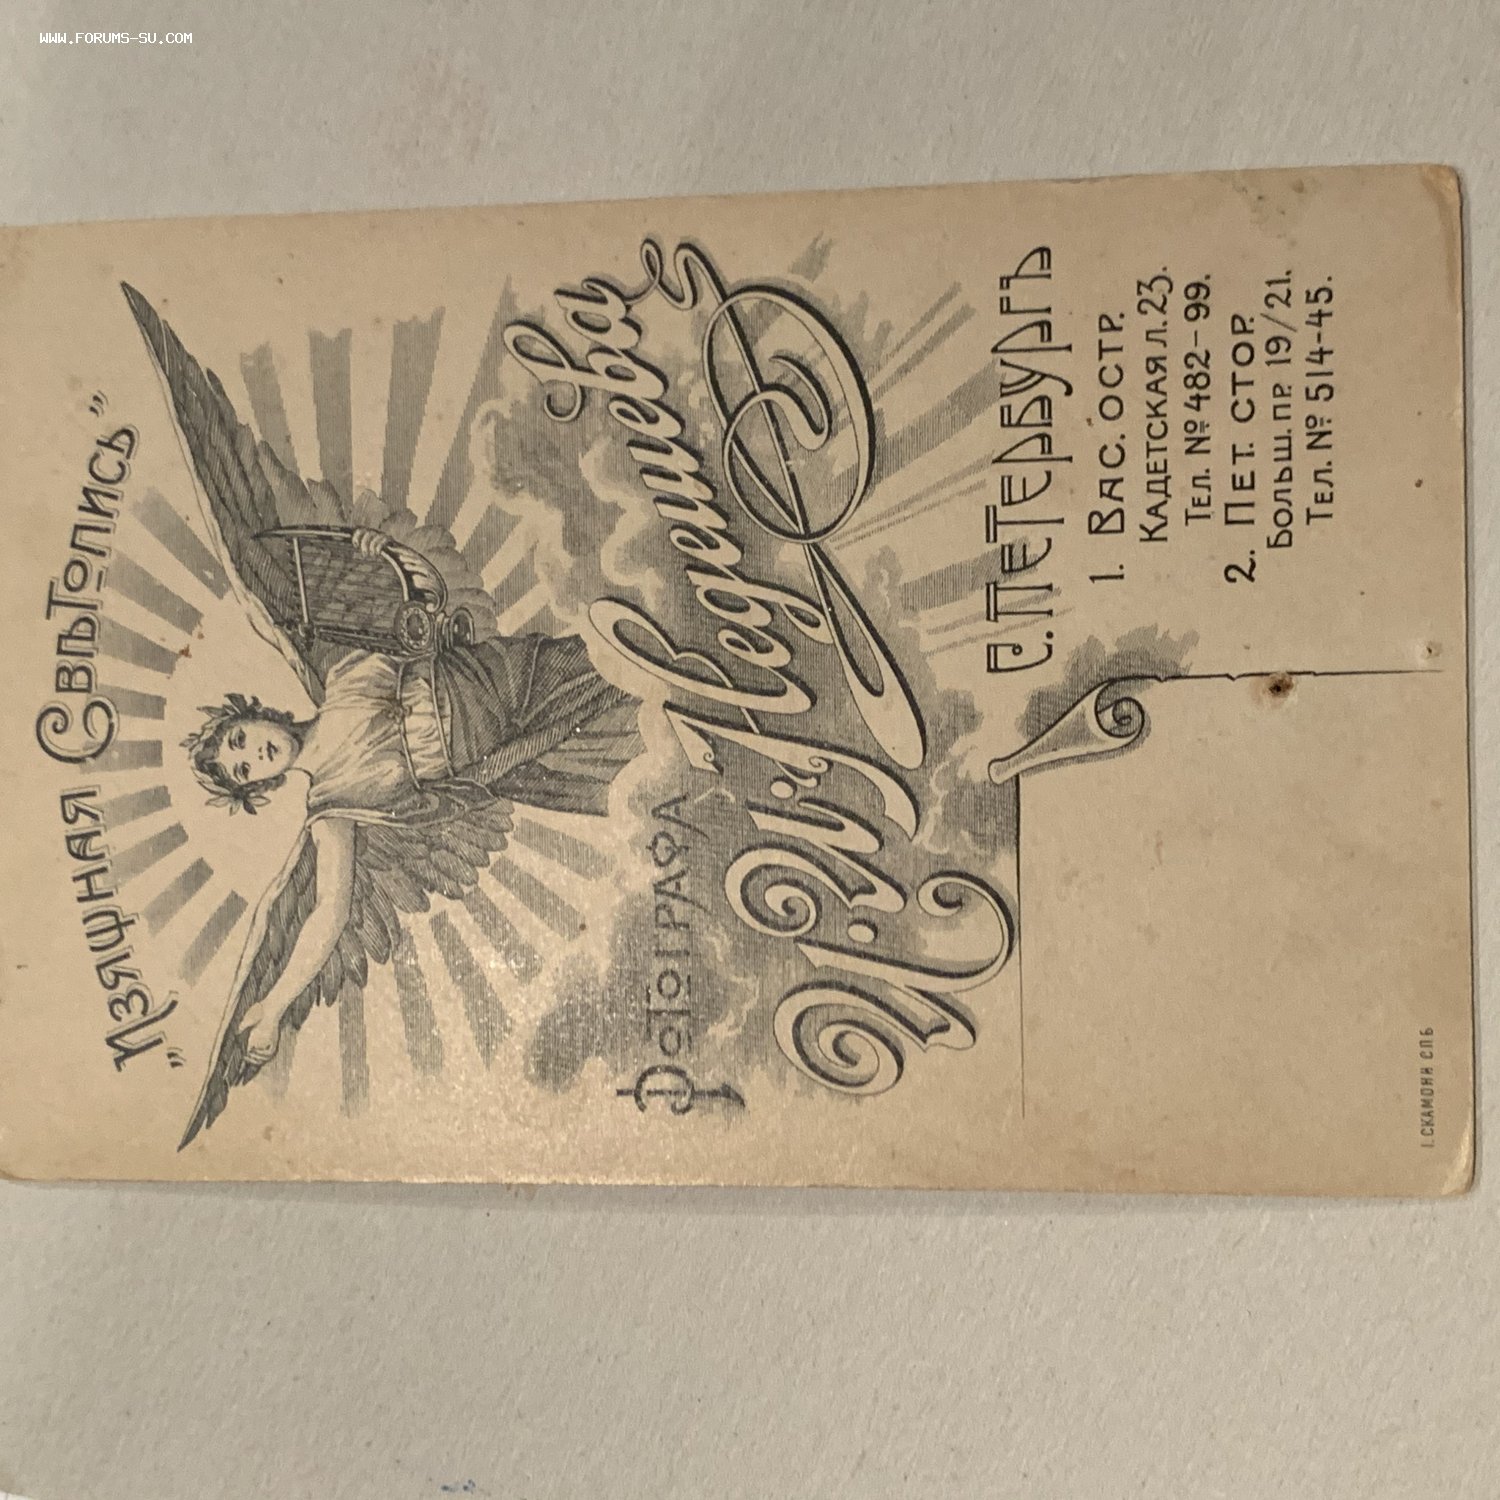 WWW.FORUMS-SU.COM
„Изящная Свѣтопись”
Фотографа
И. И. Иведешева
С. Петербургъ
1. Вас. Остр.
Кадетская л. 23.
Тел. № 482-99.
2. Пет. Стор.
Больш. пр. 19/21.
Тел. № 514-45.
І. СКАМОНИ СПБ